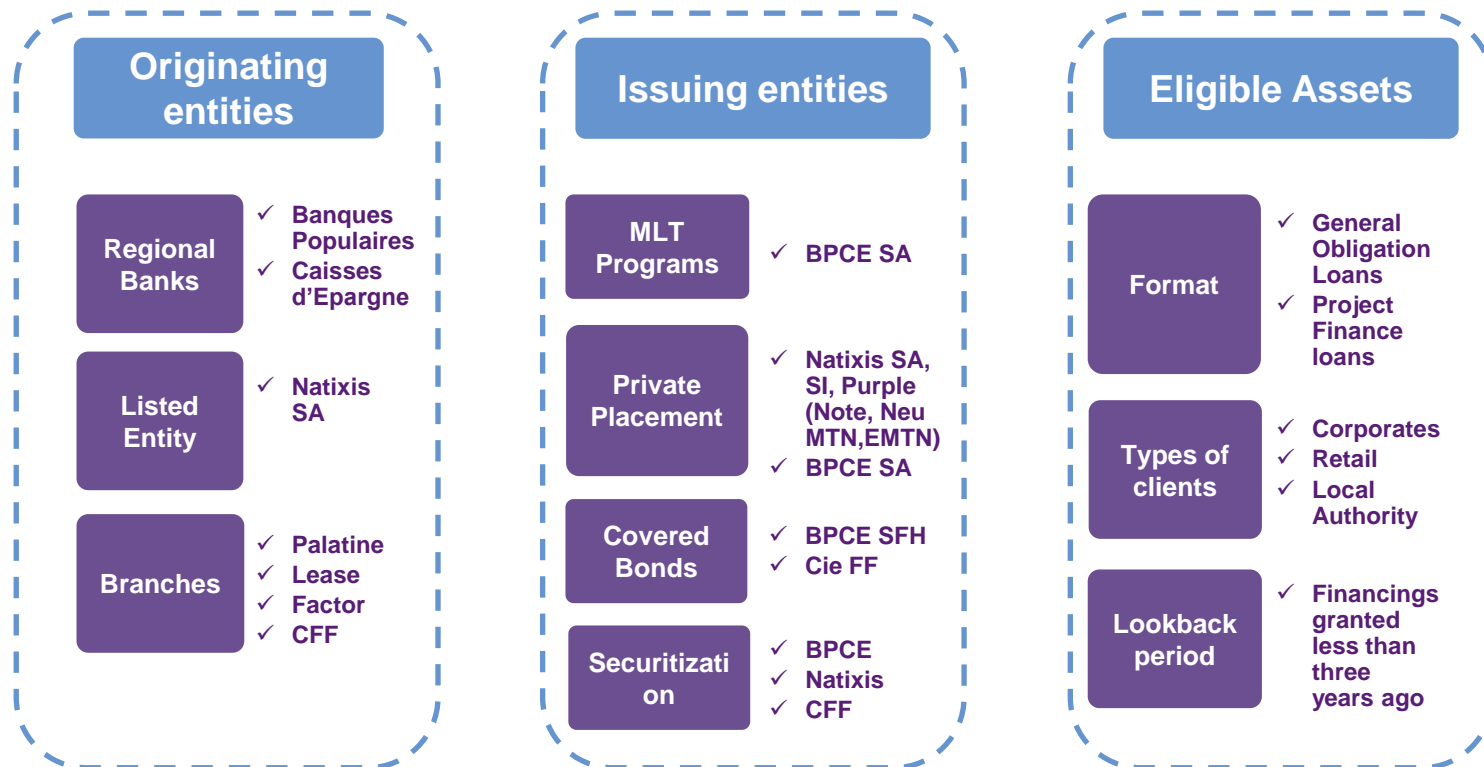 Originating
entities
Regional
Banks
✓ Banques
Populaires
✓ Caisses
d’Epargne
Listed
Entity
✓ Natixis
SA
Branches
✓ Palatine
✓ Lease
✓ Factor
✓ CFF
Issuing entities
MLT
Programs
✓ BPCE SA
Private
Placement
✓ Natixis SA,
SI, Purple
(Note, Neu
MTN,EMTN)
✓ BPCE SA
Covered
Bonds
✓ BPCE SFH
✓ Cie FF
Securitizati
on
✓ BPCE
✓ Natixis
✓ CFF
Eligible Assets
Format
✓ General
Obligation
Loans
✓ Project
Finance
loans
Types of
clients
✓ Corporates
✓ Retail
✓ Local
Authority
Lookback
period
✓ Financings
granted
less than
three
years ago